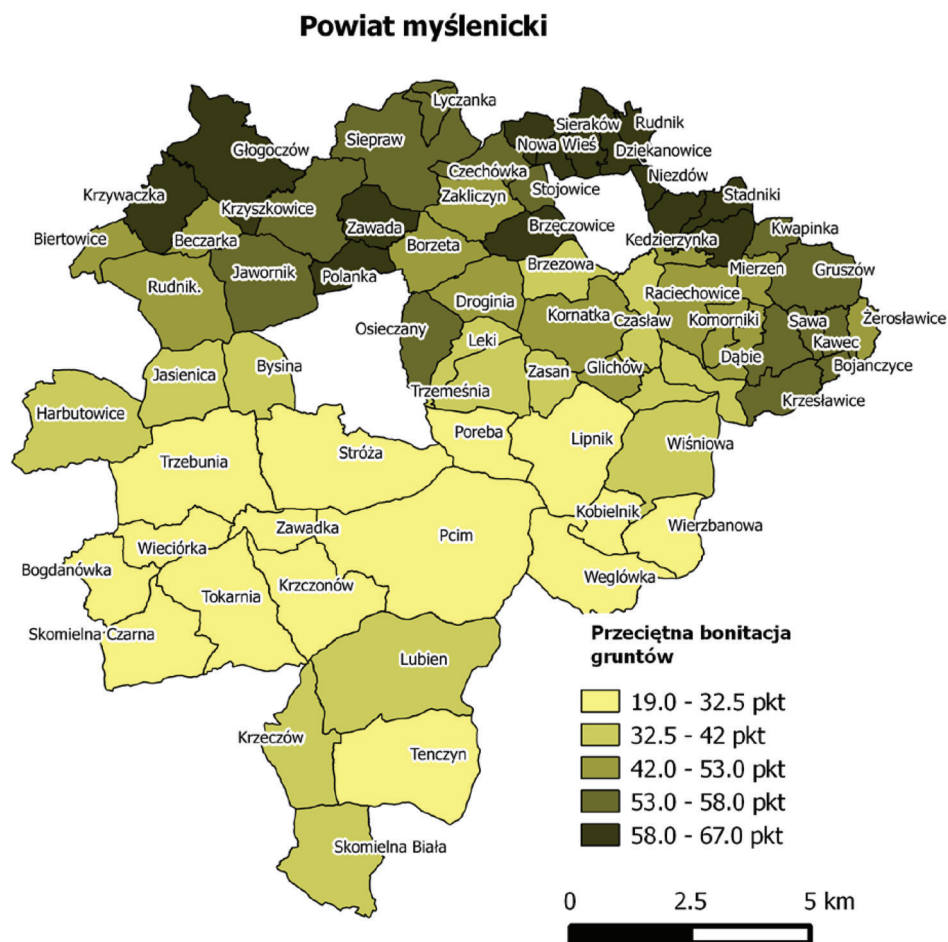 Powiat myślenicki
Lyczanka
Sieraków
Rudnik
Siepraw
Nowa Wieś
Dziekanowice
Głogoczów
Czechówka
Niezdów
Krzywaczka
Zakliczyn
Stojowice
Stadniki
Krzyszkowice
Zawada
Brzęczowice
Kwapinka
Biertowice
Beczarka
Borzeta
Kedzierzynka
Jawornik
Polanka
Brzezowa
Mierzen
Gruszów
Rudnik.
Droginia
Raciechowice
Osieczany
Kornatka
Czasław
Komorniki
Sawa
Żerosławice
Leki
Kawec
Jasienica
Bysina
Zasan
Glichów
Dąbie
Bojanczyce
Trzemeśnia
Krzesławice
Harbutowice
Poreba
Lipnik
Wiśniowa
Trzebunia
Stróża
Kobielnik
Wierzbanowa
Zawadka
Pcim
Wieciórka
Bogdanówka
Weglówka
Tokarnia
Krzczonów
Skomielna Czarna
Lubien
Krzeczów
Tenczyn
Skomielna Biała
Przeciętna bonitacja
gruntów
19.0 - 32.5 pkt
32.5 - 42 pkt
42.0 - 53.0 pkt
53.0 - 58.0 pkt
58.0 - 67.0 pkt
0 2.5 5 km